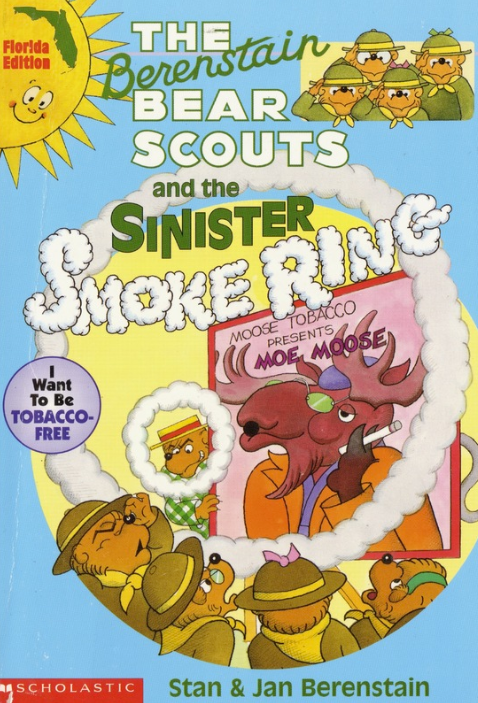 Florida
Edition
THE
Berenstain
BEAR
SCOUTS
and the
SINISTER
SMOKE RING
MOOSE TOBACCO
PRESENTS
MOE MOOSE
I
Want
To Be
TOBACCO-
FREE
SCHOLASTIC
Stan & Jan Berenstain